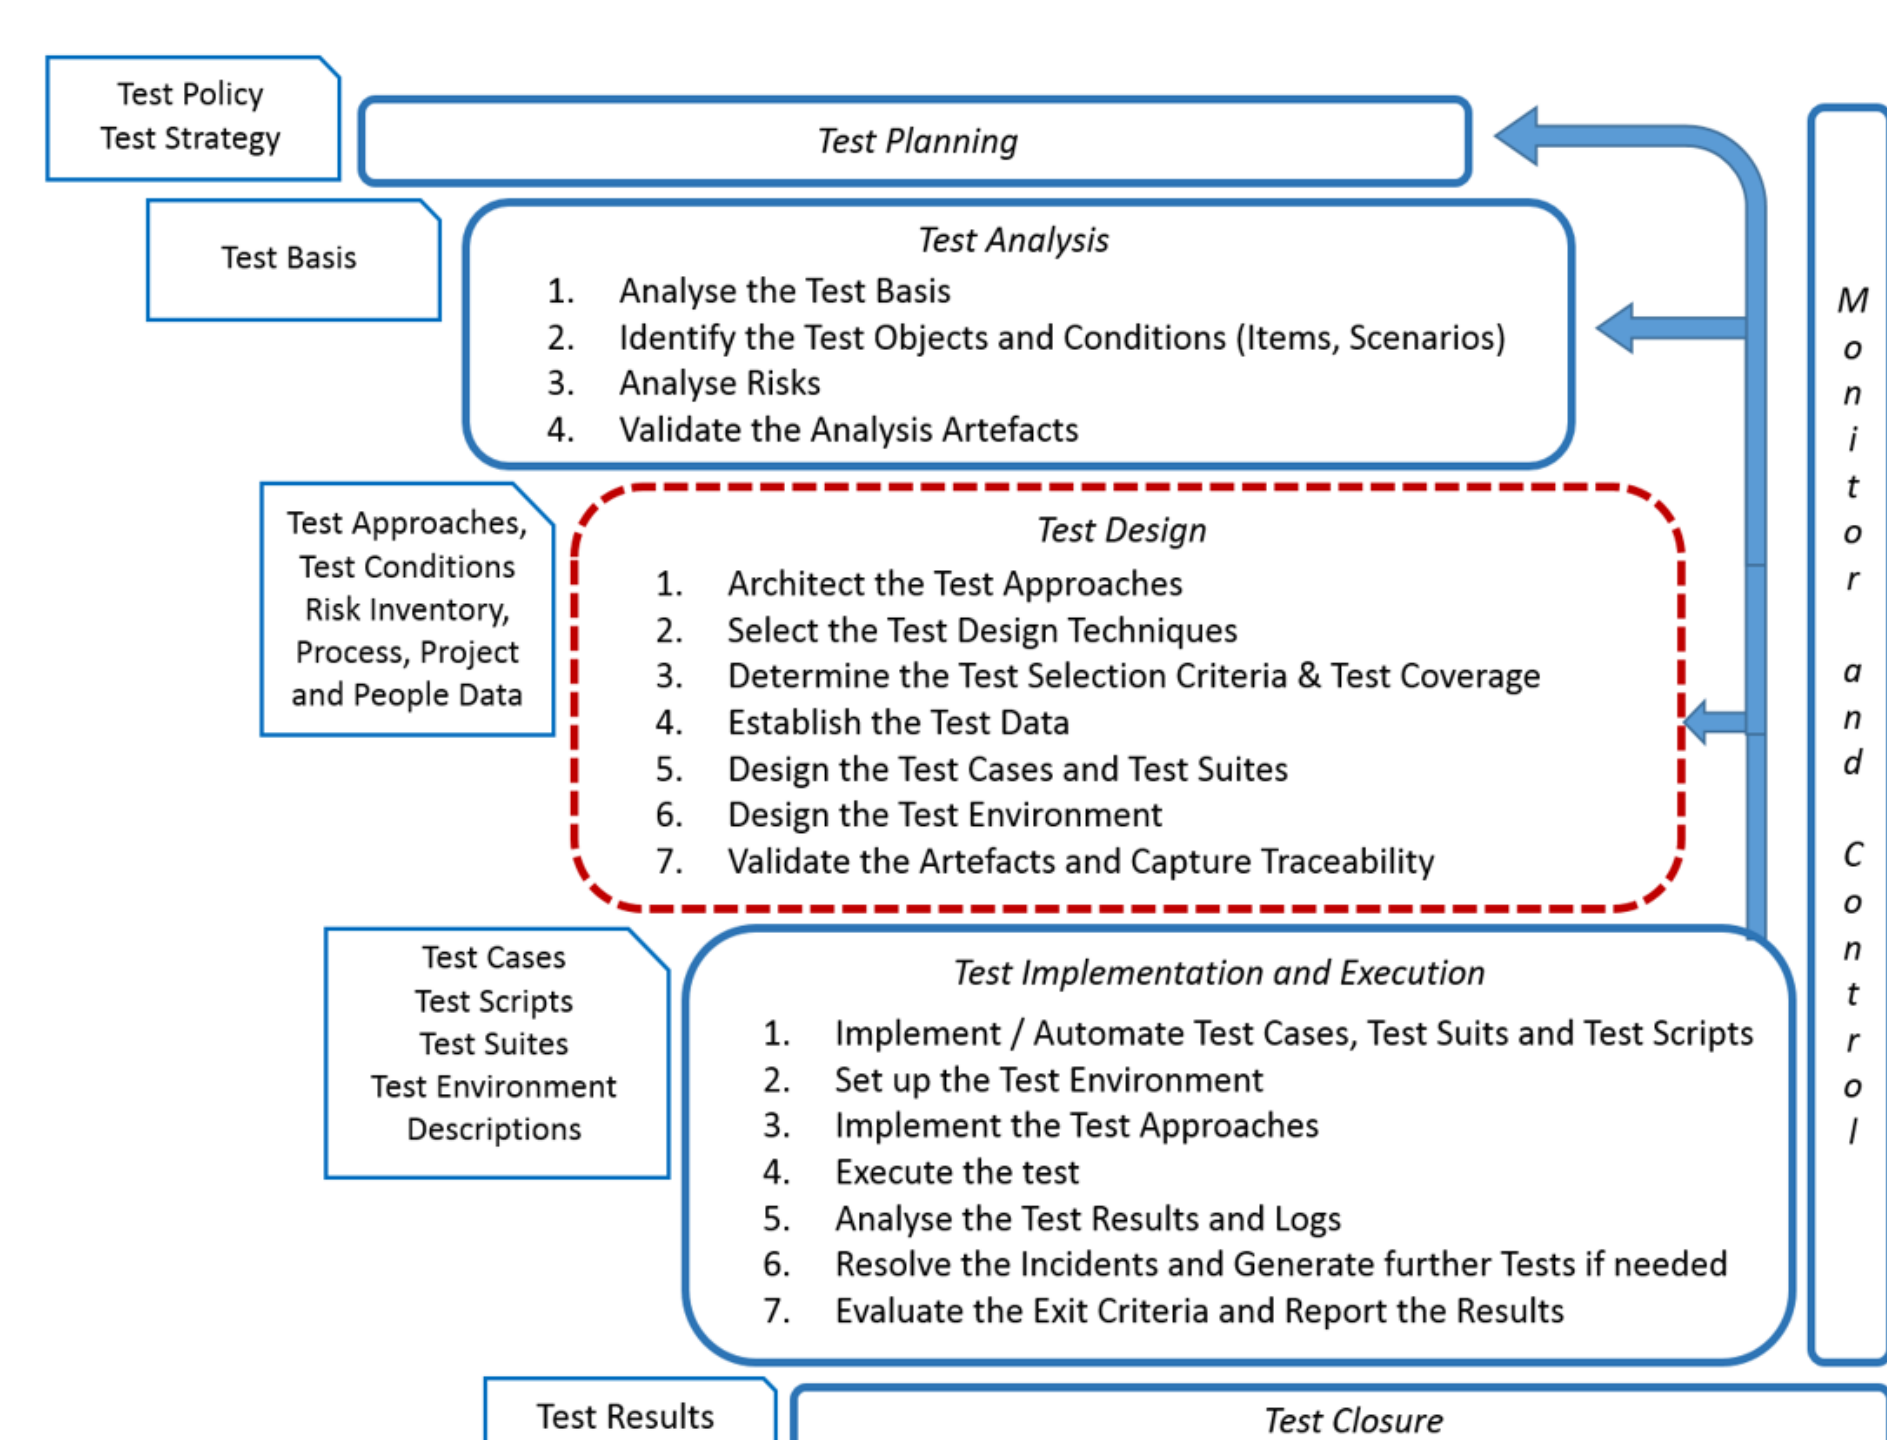 Test Policy
Test Strategy
Test Planning
Test Basis
Test Analysis
1. Analyse the Test Basis
2. Identify the Test Objects and Conditions (Items, Scenarios)
3. Analyse Risks
4. Validate the Analysis Artefacts
Test Approaches,
Test Conditions
Risk Inventory,
Process, Project
and People Data
Test Design
1. Architect the Test Approaches
2. Select the Test Design Techniques
3. Determine the Test Selection Criteria & Test Coverage
4. Establish the Test Data
5. Design the Test Cases and Test Suites
6. Design the Test Environment
7. Validate the Artefacts and Capture Traceability
Test Cases
Test Scripts
Test Suites
Test Environment
Descriptions
Test Implementation and Execution
1. Implement / Automate Test Cases, Test Suits and Test Scripts
2. Set up the Test Environment
3. Implement the Test Approaches
4. Execute the test
5. Analyse the Test Results and Logs
6. Resolve the Incidents and Generate further Tests if needed
7. Evaluate the Exit Criteria and Report the Results
Test Results
Test Closure
Monitor and Control